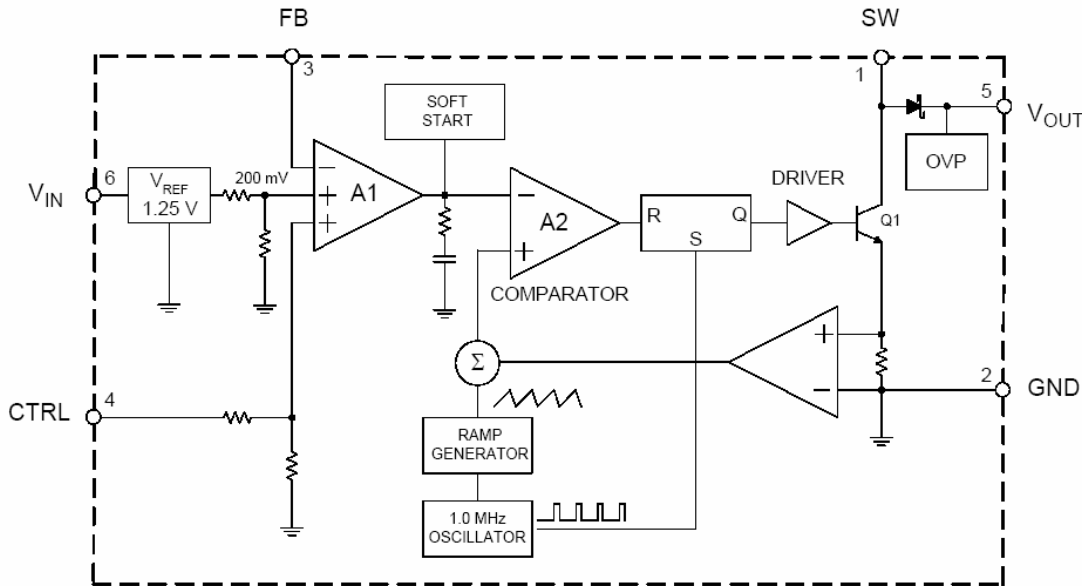 FB
SW
3
1
5
VOUT
SOFT
START
OVP
6
VIN
VREF
1.25 V
200 mV
−
+
+
A1
−
+
A2
COMPARATOR
R
Q
S
DRIVER
Q1
+
−
2
GND
Σ
4
CTRL
RAMP
GENERATOR
1.0 MHz
OSCILLATOR